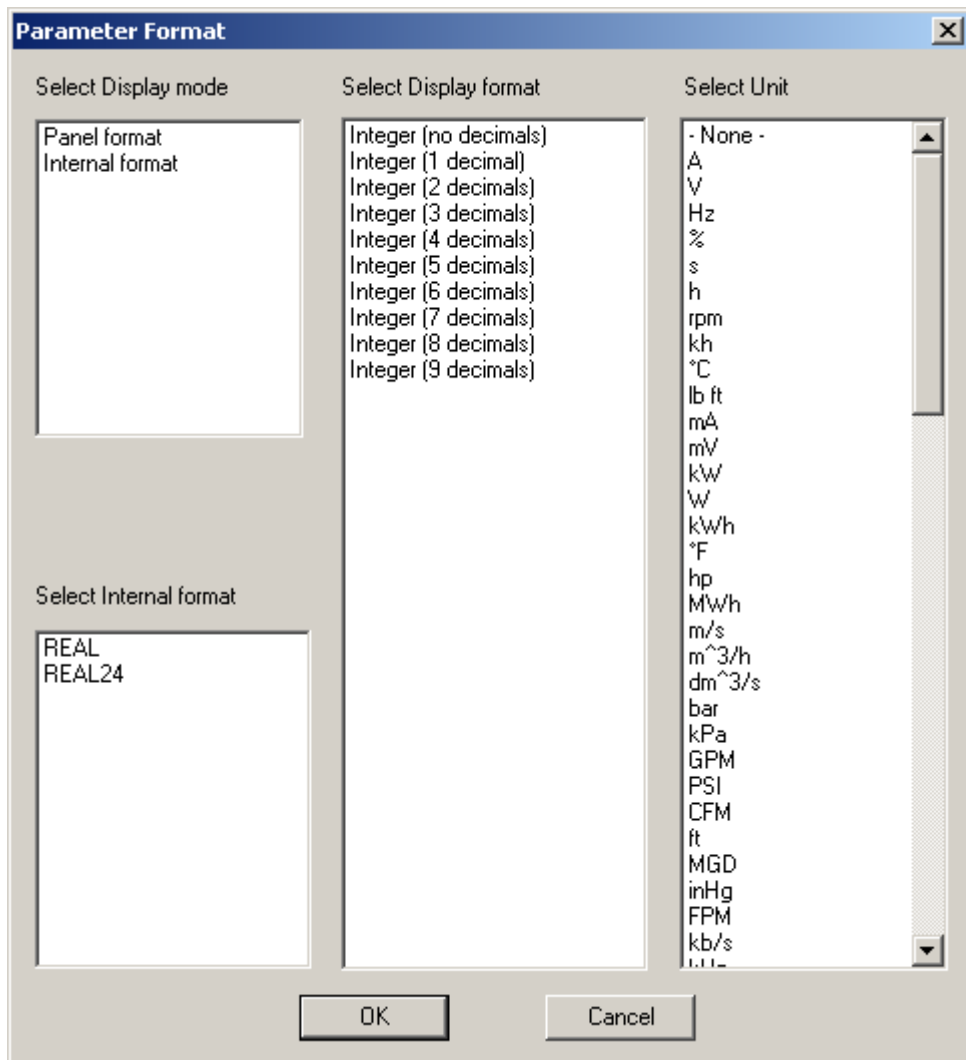 Parameter Format
Select Display mode
Panel format
Internal format
Select Internal format
REAL
REAL24
Select Display format
Integer (no decimals)
Integer (1 decimal)
Integer (2 decimals)
Integer (3 decimals)
Integer (4 decimals)
Integer (5 decimals)
Integer (6 decimals)
Integer (7 decimals)
Integer (8 decimals)
Integer (9 decimals)
Select Unit
- None -
A
V
Hz
%
s
h
rpm
kh
°C
lb ft
mA
mV
kW
W
kWh
°F
hp
MWh
m/s
m^3/h
dm^3/s
bar
kPa
GPM
PSI
CFM
ft
MGD
inHg
FPM
kb/s
OK
Cancel